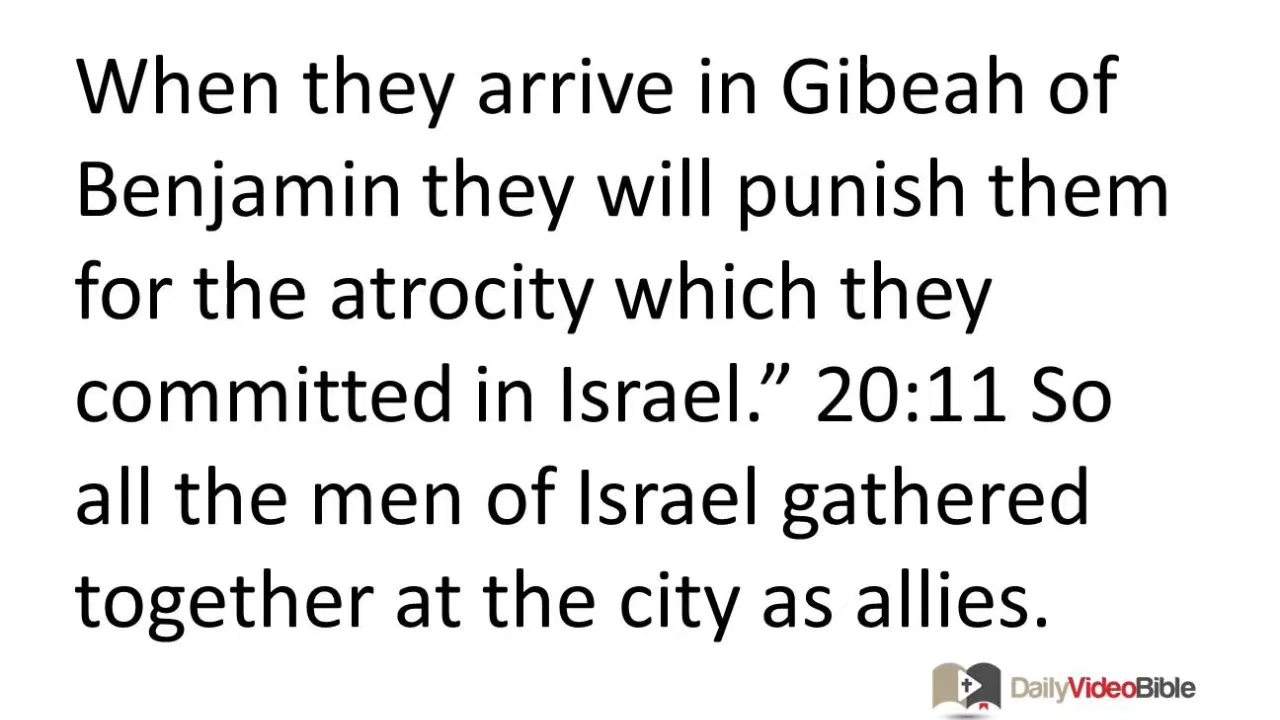 When they arrive in Gibeah of
Benjamin they will punish them
for the atrocity which they
committed in Israel.” 20:11 So
all the men of Israel gathered
together at the city as allies.
DailyVideoBible